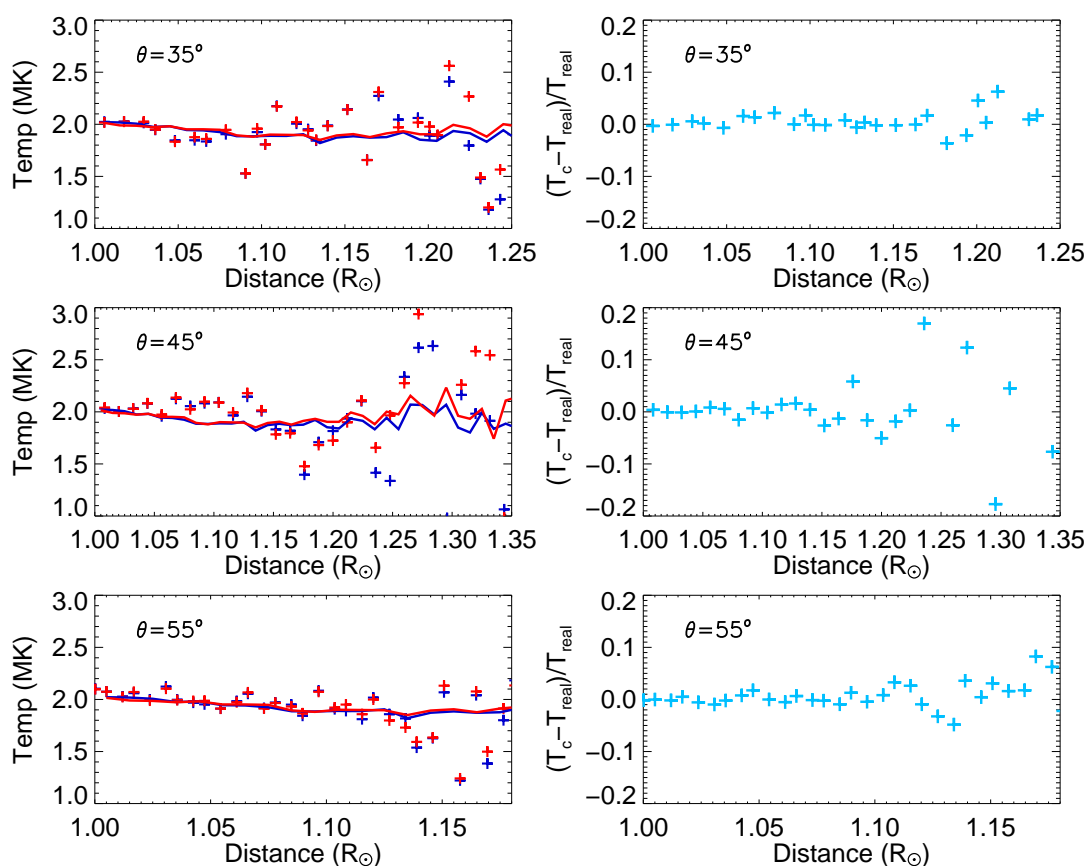 3.0
2.5
2.0
1.5
1.0
Temp (MK)
θ=35°
1.00 1.05 1.10 1.15 1.20 1.25
Distance (R☉)
0.2
0.1
0.0
−0.1
−0.2
(Tc−Treal)/Treal
θ=35°
1.00 1.05 1.10 1.15 1.20 1.25
Distance (R☉)
3.0
2.5
2.0
1.5
1.0
Temp (MK)
θ=45°
1.00 1.05 1.10 1.15 1.20 1.25 1.30 1.35
Distance (R☉)
0.2
0.1
0.0
−0.1
−0.2
(Tc−Treal)/Treal
θ=45°
1.00 1.05 1.10 1.15 1.20 1.25 1.30 1.35
Distance (R☉)
3.0
2.5
2.0
1.5
1.0
Temp (MK)
θ=55°
1.00 1.05 1.10 1.15
Distance (R☉)
0.2
0.1
0.0
−0.1
−0.2
(Tc−Treal)/Treal
θ=55°
1.00 1.05 1.10 1.15
Distance (R☉)